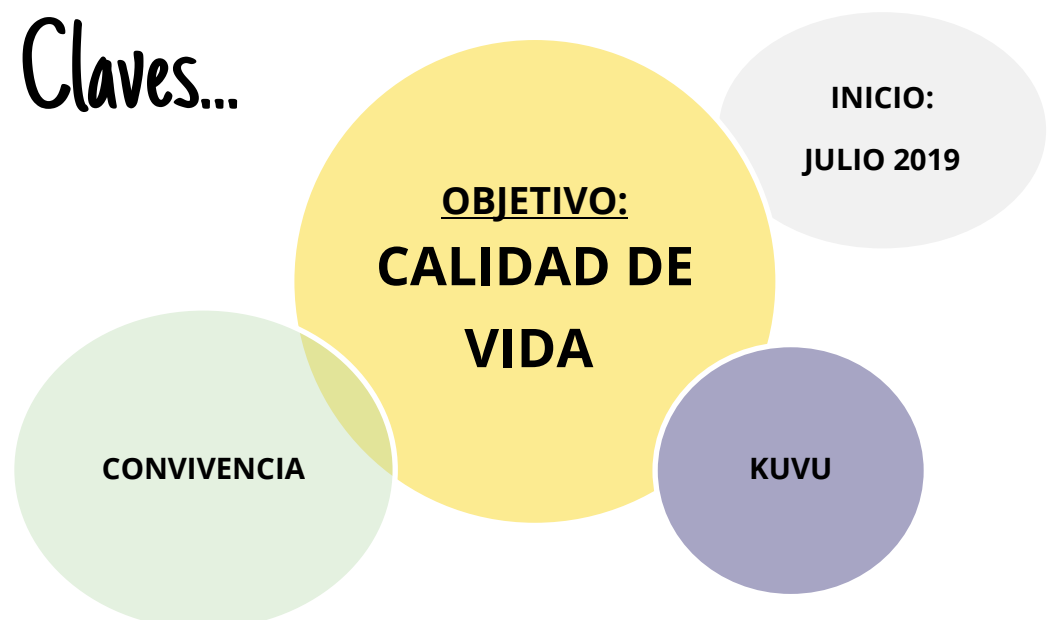 Claves...
INICIO:
JULIO 2019
OBJETIVO:
CALIDAD DE
VIDA
CONVIVENCIA
KUVU